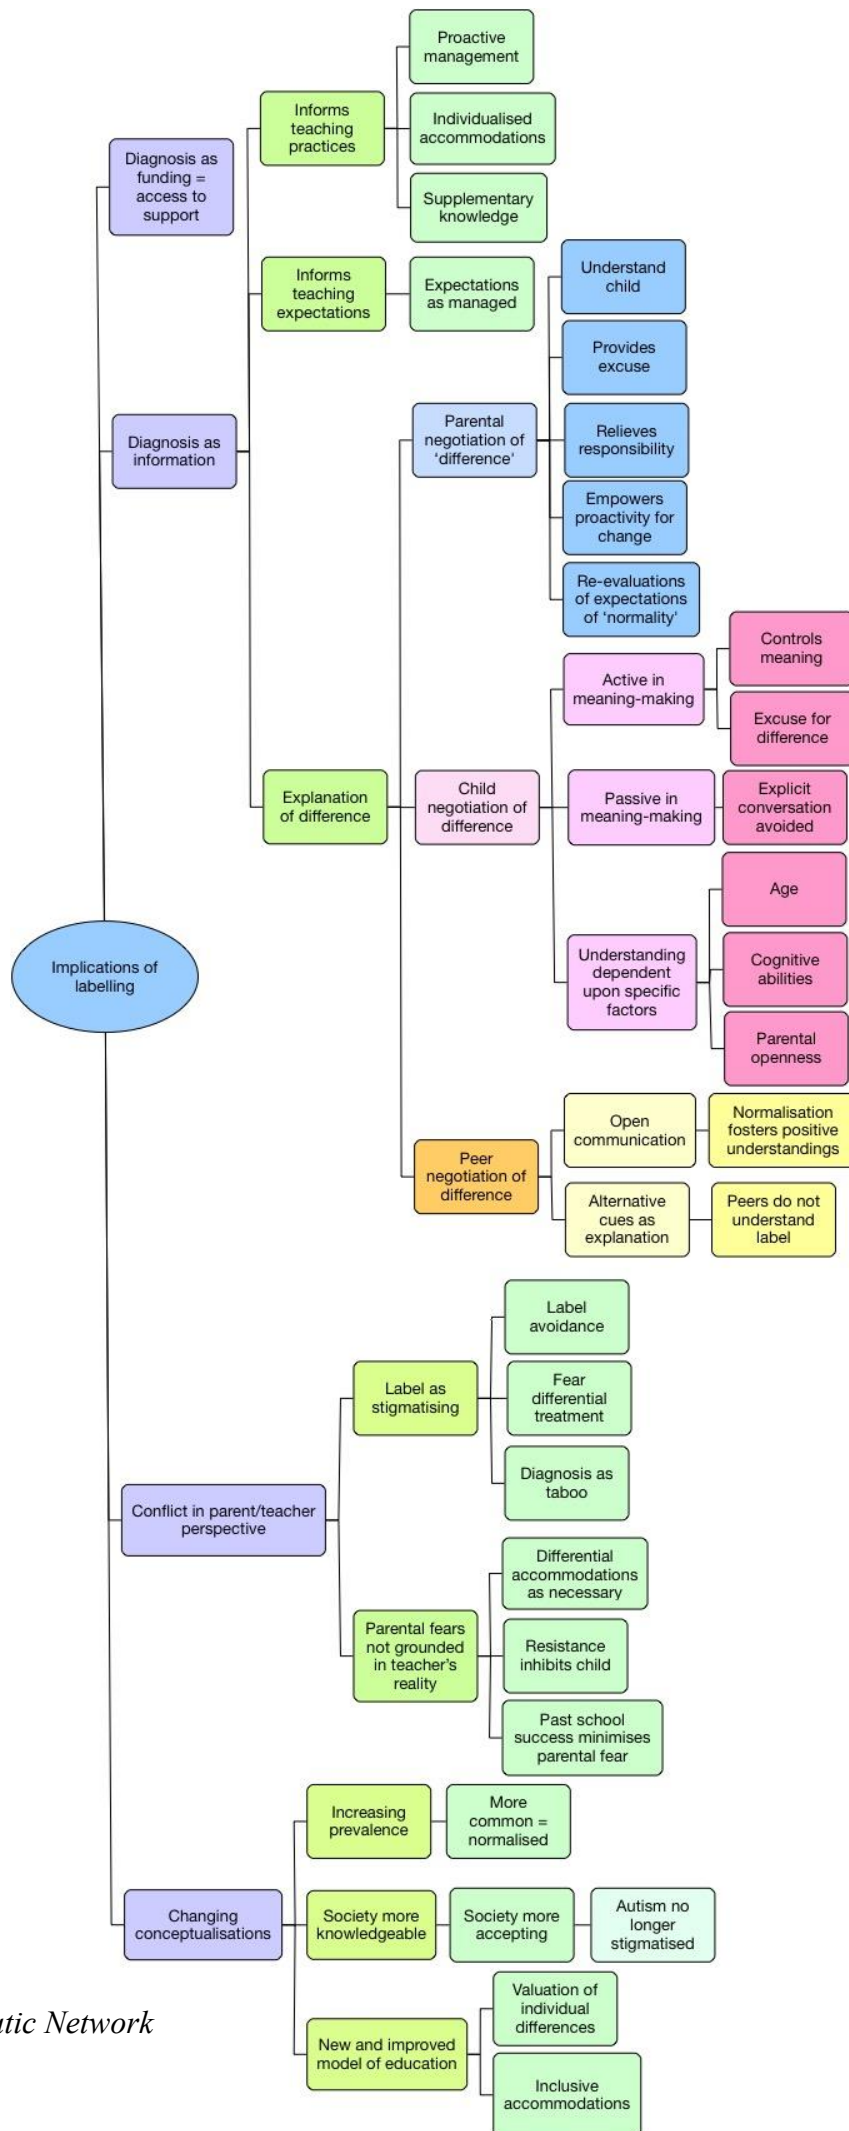 Proactive
management
Informs
teaching
practices
Individualised
accommodations
Diagnosis as
funding =
access to
support
Supplementary
knowledge
Informs
teaching
expectations
Expectations
as managed
Understand
child
Provides
excuse
Diagnosis as
information
Parental
negotiation of
‘difference’
Relieves
responsibility
Empowers
proactivity for
change
Re-evaluations
of expectations
of ‘normality’
Controls
meaning
Active in
meaning-making
Excuse for
difference
Explanation
of difference
Child
negotiation of
difference
Passive in
meaning-making
Explicit
conversation
avoided
Age
Implications of
labelling
Understanding
dependent
upon specific
factors
Cognitive
abilities
Parental
openness
Open
communication
Normalisation
fosters positive
understandings
Peer
negotiation of
difference
Alternative
cues as
explanation
Peers do not
understand
label
Label
avoidance
Label as
stigmatising
Fear
differential
treatment
Diagnosis as
taboo
Conflict in parent/teacher
perspective
Differential
accommodations
as necessary
Parental fears
not grounded
in teacher’s
reality
Resistance
inhibits child
Past school
success minimises
parental fear
Increasing
prevalence
More
common =
normalised
Changing
conceptualisations
Society more
knowledgeable
Society more
accepting
Autism no
longer
stigmatised
Valuation of
individual
differences
New and improved
model of education
Inclusive
accommodations
Network